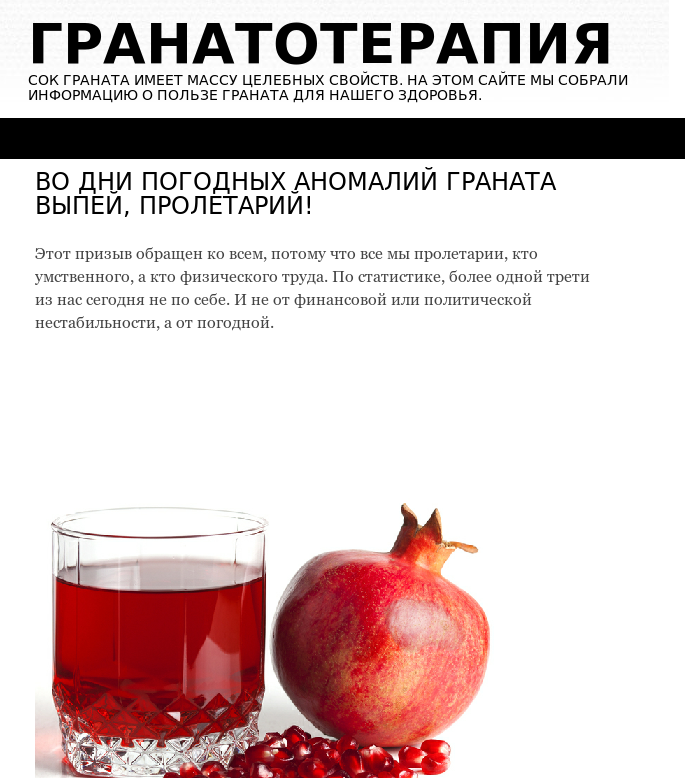 ГРАНАТОТЕРАПИЯ
СОК ГРАНАТА ИМЕЕТ МАССУ ЦЕЛЕБНЫХ СВОЙСТВ. НА ЭТОМ САЙТЕ МЫ СОБРАЛИ
ИНФОРМАЦИЮ О ПОЛЬЗЕ ГРАНАТА ДЛЯ НАШЕГО ЗДОРОВЬЯ.
ВО ДНИ ПОГОДНЫХ АНОМАЛИЙ ГРАНАТА
ВЫПЕЙ, ПРОЛЕТАРИЙ!
Этот призыв обращен ко всем, потому что все мы пролетарии, кто
умственного, а кто физического труда. По статистике, более одной трети
из нас сегодня не по себе. И не от финансовой или политической
нестабильности, а от погодной.